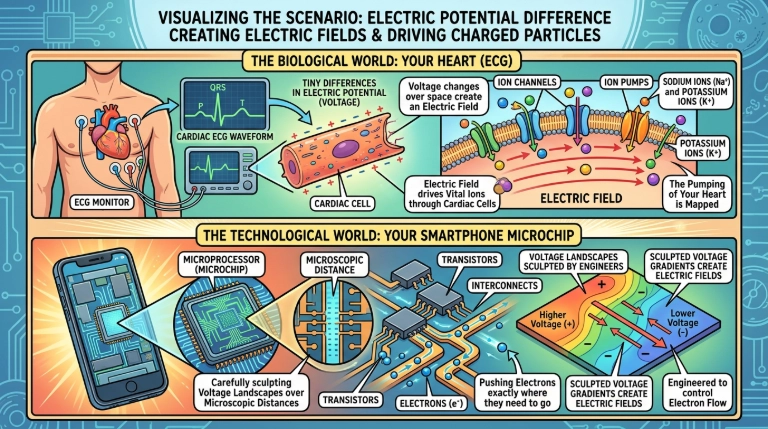 VISUALIZING THE SCENARIO: ELECTRIC POTENTIAL DIFFERENCE
CREATING ELECTRIC FIELDS & DRIVING CHARGED PARTICLES
THE BIOLOGICAL WORLD: YOUR HEART (ECG)
QRS
P
T
CARDIAC ECG WAVEFORM
ECG MONITOR
TINY DIFFERENCES
IN ELECTRIC POTENTIAL
(VOLTAGE)
CARDIAC CELL
Voltage changes
over space create
an Electric Field
Electric Field
drives Vital Ions
through Cardiac Cells
ION CHANNELS
ION PUMPS
SODIUM IONS (Na⁺)
and POTASSIUM
IONS (K⁺)
POTASSIUM
IONS (K⁺)
ELECTRIC FIELD
The Pumping
of Your Heart
is Mapped
THE TECHNOLOGICAL WORLD: YOUR SMARTPHONE MICROCHIP
MICROPROCESSOR
(MICROCHIP)
MICROSCOPIC
DISTANCE
TRANSISTORS
INTERCONNECTS
Carefully sculpting
Voltage Landscapes over
Microscopic Distances
TRANSISTORS
ELECTRONS (e⁻)
Pushing Electrons
exactly where
they need to go
VOLTAGE LANDSCAPES
SCULPTED BY ENGINEERS
SCULPTED VOLTAGE
GRADIENTS CREATE
ELECTRIC FIELDS
Higher
Voltage (+)
Lower
Voltage
(-)
SCULPTED VOLTAGE
GRADIENTS CREATE
ELECTRIC FIELDS
Engineered to
control
Electron Flow